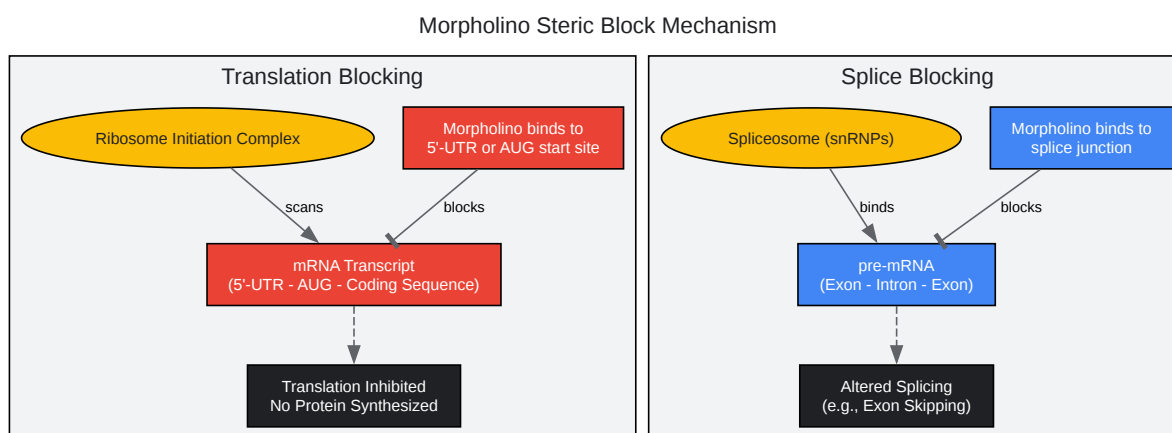 Morpholino Steric Block Mechanism
Translation Blocking
Ribosome Initiation Complex
Morpholino binds to
5'-UTR or AUG start site
scans
blocks
mRNA Transcript
(5'-UTR - AUG - Coding Sequence)
Translation Inhibited
No Protein Synthesized
Splice Blocking
Spliceosome (snRNPs)
Morpholino binds to
splice junction
binds
blocks
pre-mRNA
(Exon - Intron - Exon)
Altered Splicing
(e.g., Exon Skipping)